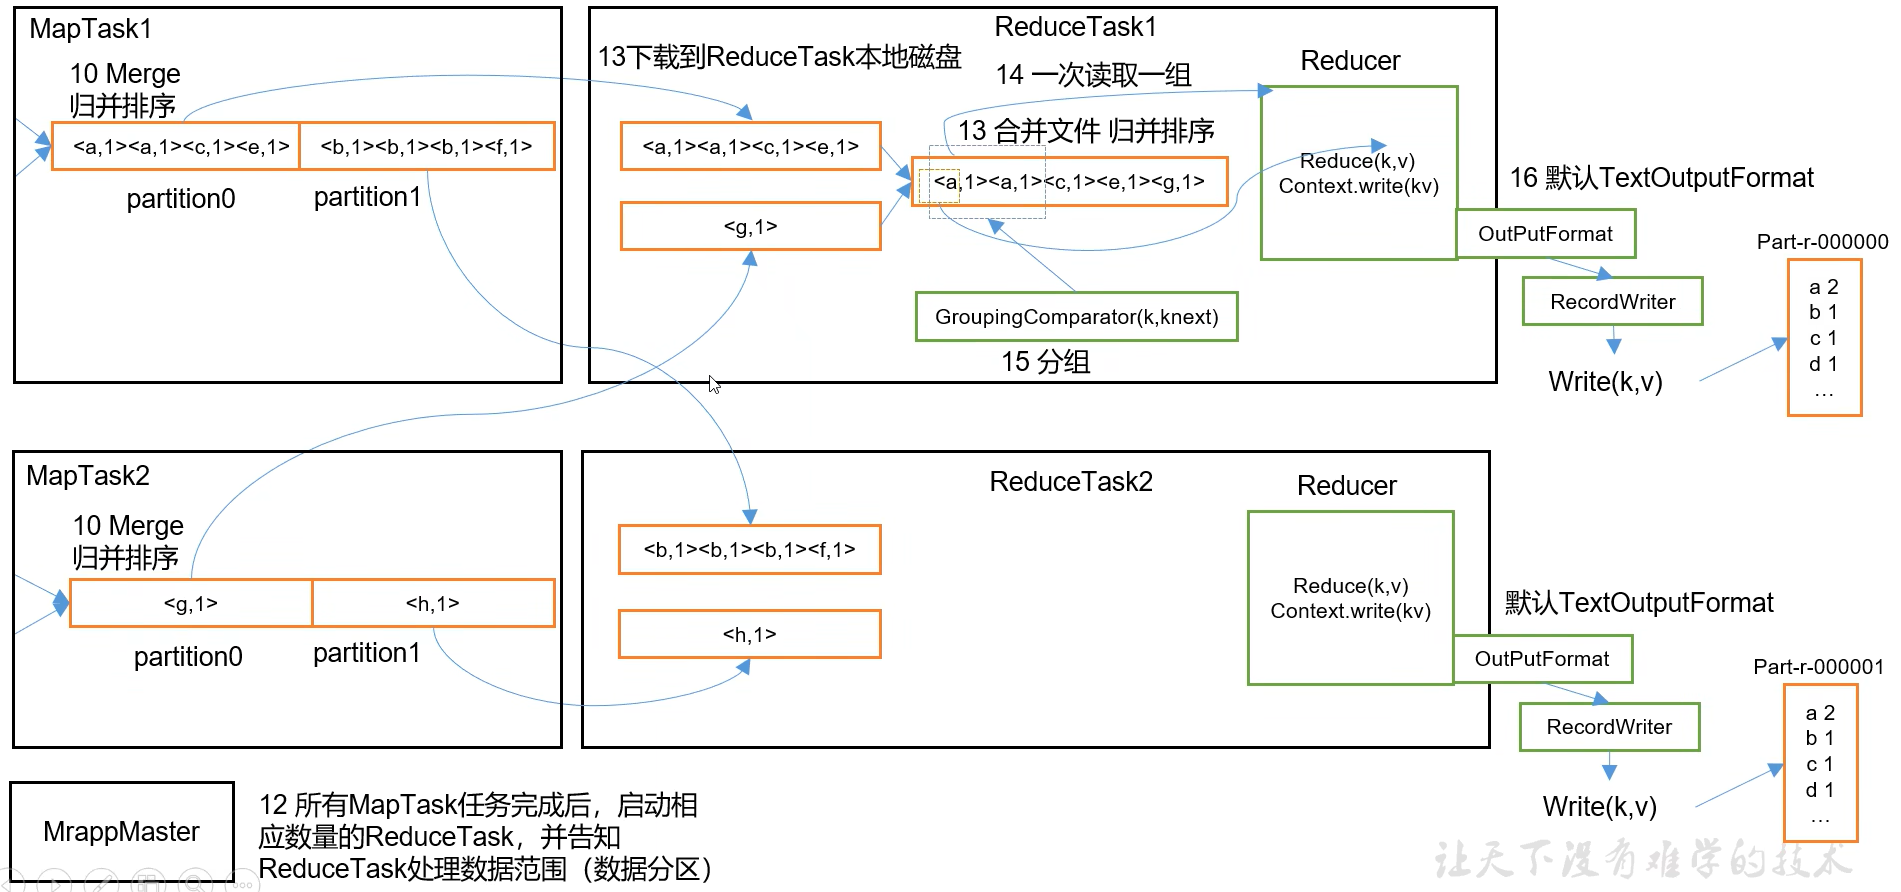 MapTask1
10 Merge
归并排序
<a,1><a,1><c,1><e,1>
<b,1><b,1><b,1><f,1>
partition0
partition1
ReduceTask1
13下载到ReduceTask本地磁盘
14 一次读取一组
Reducer
<a,1><a,1><c,1><e,1>
13 合并文件 归并排序
<a,1><a,1><c,1><e,1><g,1>
<g,1>
Reduce(k,v)
Context.write(kv)
GroupingComparator(k,knext)
15 分组
16 默认TextOutputFormat
OutPutFormat
RecordWriter
Write(k,v)
Part-r-000000
a 2
b 1
c 1
d 1
...
MapTask2
10 Merge
归并排序
<g,1>
<h,1>
partition0
partition1
ReduceTask2
Reducer
<b,1><b,1><b,1><f,1>
<h,1>
Reduce(k,v)
Context.write(kv)
默认TextOutputFormat
OutPutFormat
RecordWriter
Write(k,v)
Part-r-000001
a 2
b 1
c 1
d 1
...
MrappMaster
12 所有MapTask任务完成后，启动相
应数量的ReduceTask，并告知
ReduceTask处理数据范围（数据分区）
让天下没有难学的技术